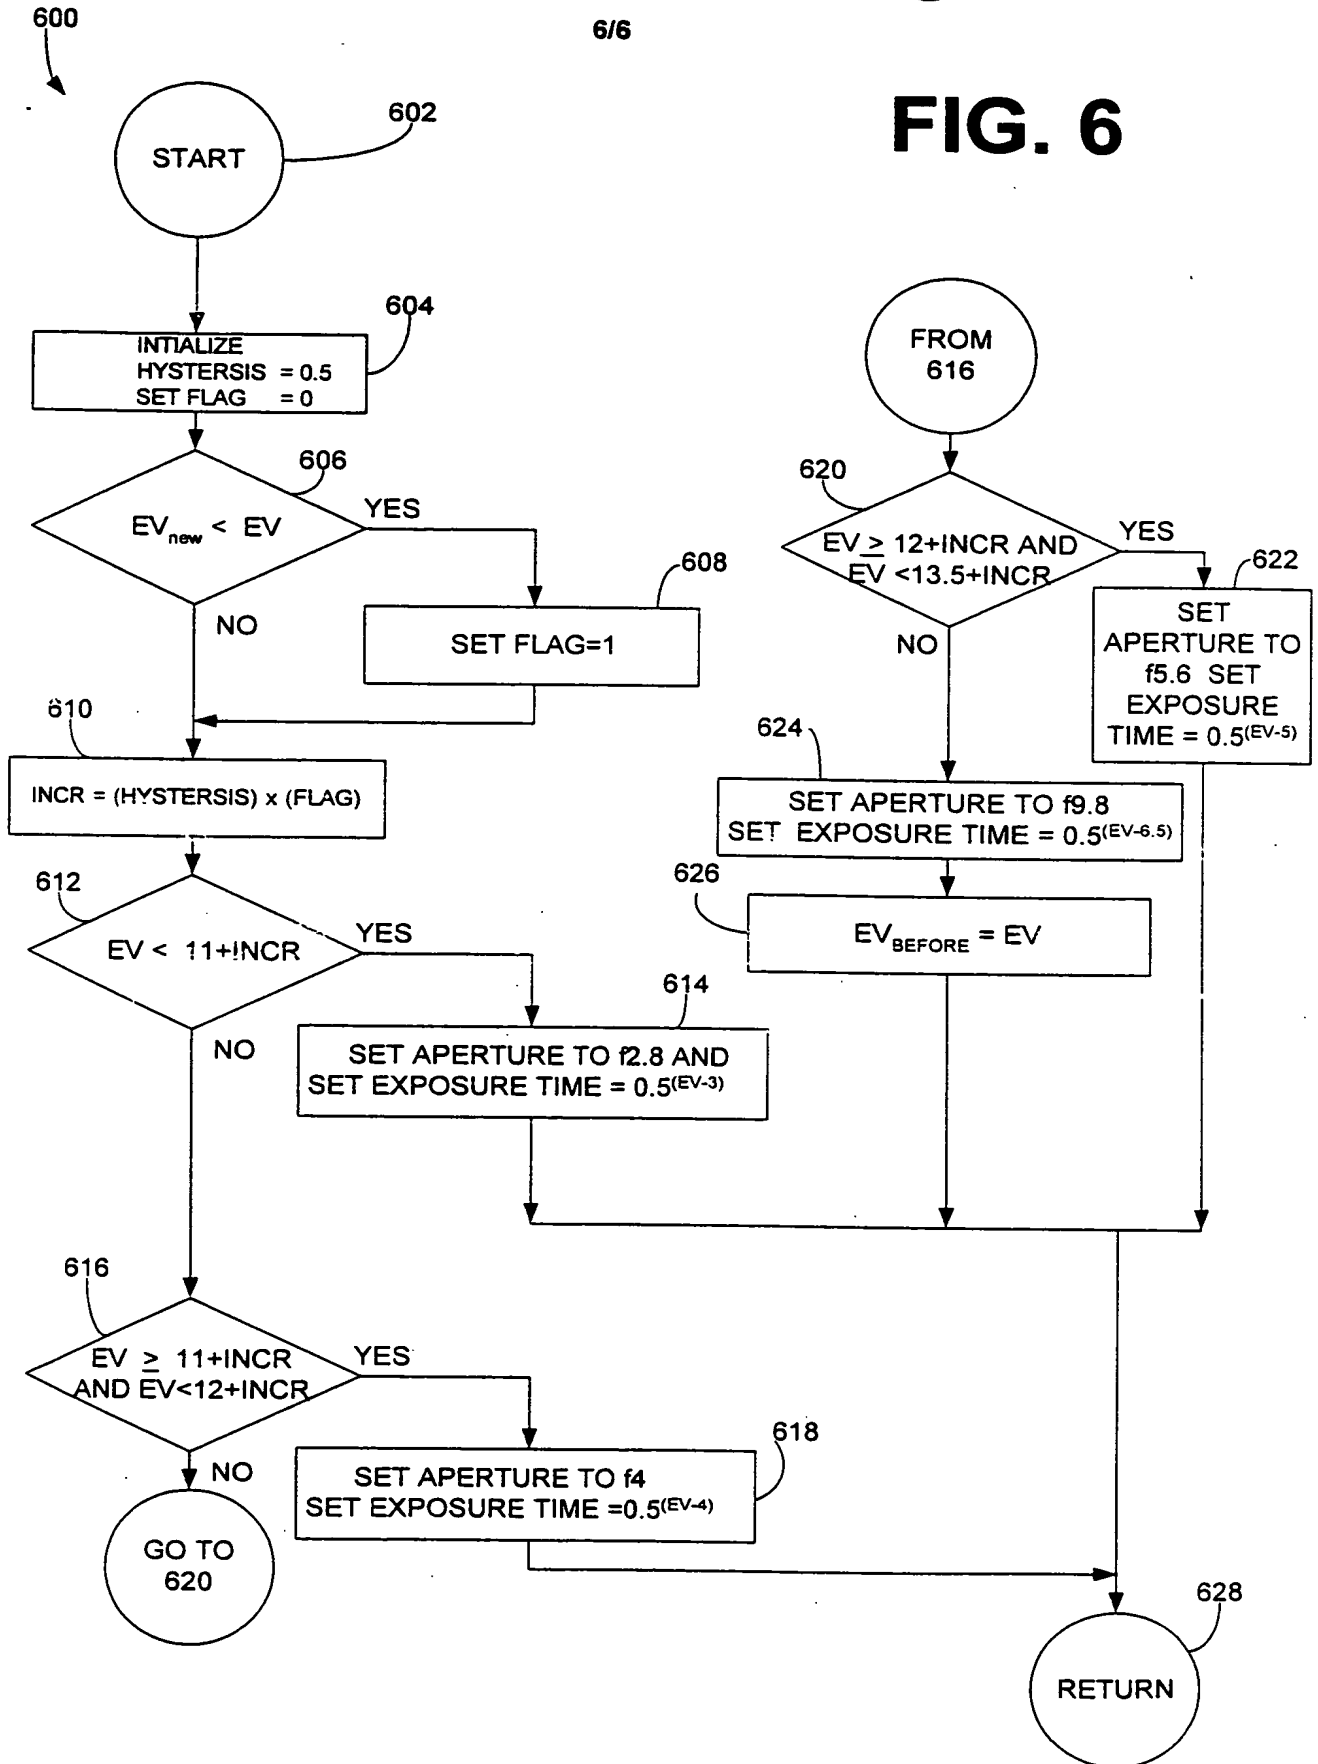 600
6/6
FIG. 6
602
START
604
INTIALIZE
HYSTERSIS = 0.5
SET FLAG = 0
606
EVnew < EV
YES
NO
608
SET FLAG=1
610
INCR = (HYSTERSIS) x (FLAG)
612
EV < 11+INCR
YES
NO
614
SET APERTURE TO f2.8 AND
SET EXPOSURE TIME = 0.5(EV-3)
616
EV ≥ 11+INCR
AND EV<12+INCR
YES
NO
618
SET APERTURE TO f4
SET EXPOSURE TIME =0.5(EV-4)
GO TO
620
FROM
616
620
EV ≥ 12+INCR AND
EV <13.5+INCR
YES
NO
622
SET
APERTURE TO
f5.6 SET
EXPOSURE
TIME = 0.5(EV-5)
624
SET APERTURE TO f9.8
SET EXPOSURE TIME = 0.5(EV-6.5)
626
EVBEFORE = EV
628
RETURN